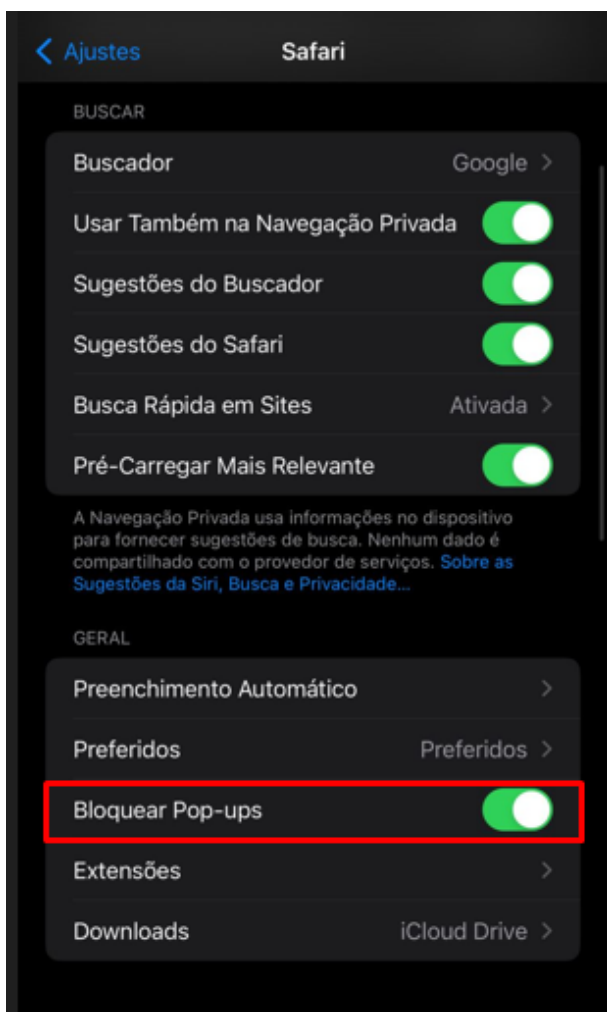 Ajustes
Safari
BUSCAR
Buscador Google
Usar Também na Navegação Privada
Sugestões do Buscador
Sugestões do Safari
Busca Rápida em Sites Ativada
Pré-Carregar Mais Relevante
A Navegação Privada usa informações no dispositivo
para fornecer sugestões de busca. Nenhum dado é
compartilhado com o provedor de serviços. Sobre as
Sugestões da Siri, Busca e Privacidade...
GERAL
Preenchimento Automático
Preferidos Preferidos
Bloquear Pop-ups
Extensões
Downloads iCloud Drive